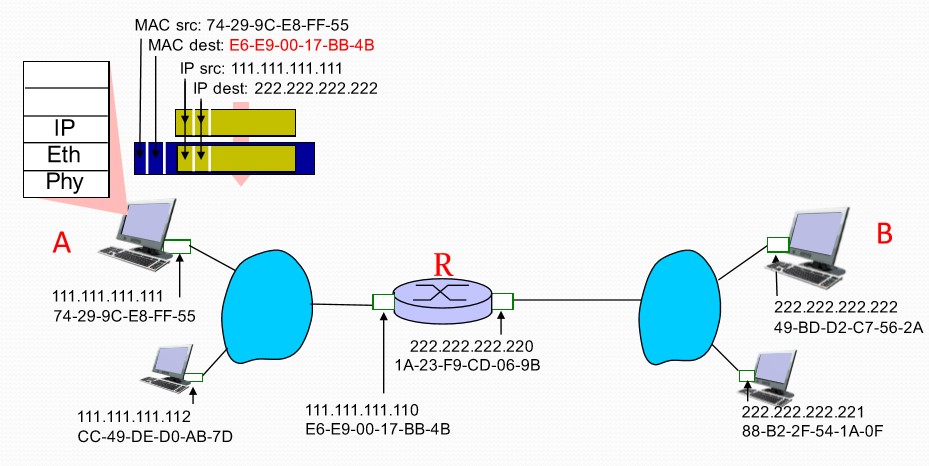 MAC src: 74-29-9C-E8-FF-55
MAC dest: E6-E9-00-17-BB-4B
IP src: 111.111.111.111
IP dest: 222.222.222.222
IP
Eth
Phy
A
R
B
111.111.111.111
74-29-9C-E8-FF-55
222.222.222.220
1A-23-F9-CD-06-9B
222.222.222.222
49-BD-D2-C7-56-2A
111.111.111.112
CC-49-DE-D0-AB-7D
111.111.111.110
E6-E9-00-17-BB-4B
222.222.222.221
88-B2-2F-54-1A-0F